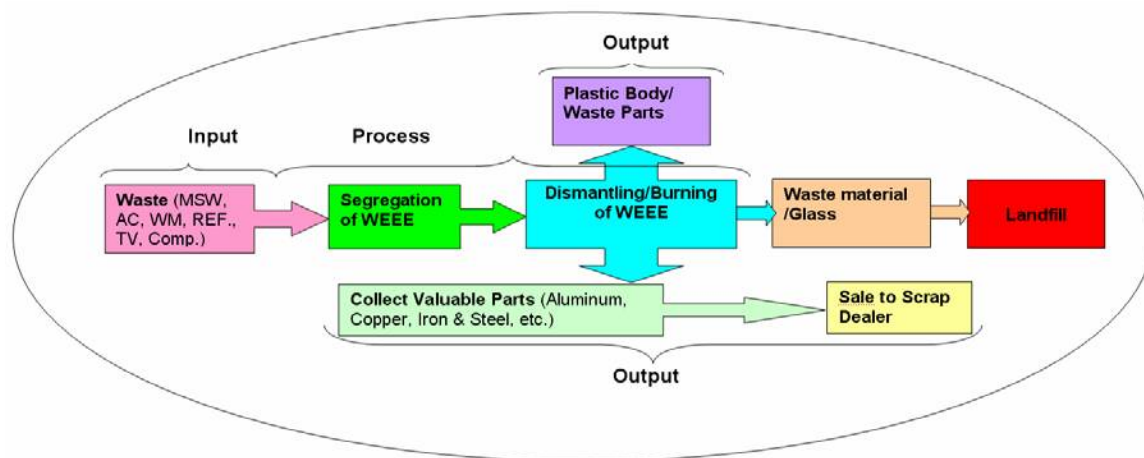 Output
Plastic Body/
Waste Parts
Input
Process
Waste (MSW,
AC, WM, REF.,
TV, Comp.)
Segregation
of WEEE
Dismantling/Burning
of WEEE
Waste material
/Glass
Landfill
Collect Valuable Parts (Aluminum,
Copper, Iron & Steel, etc.)
Sale to Scrap
Dealer
Output